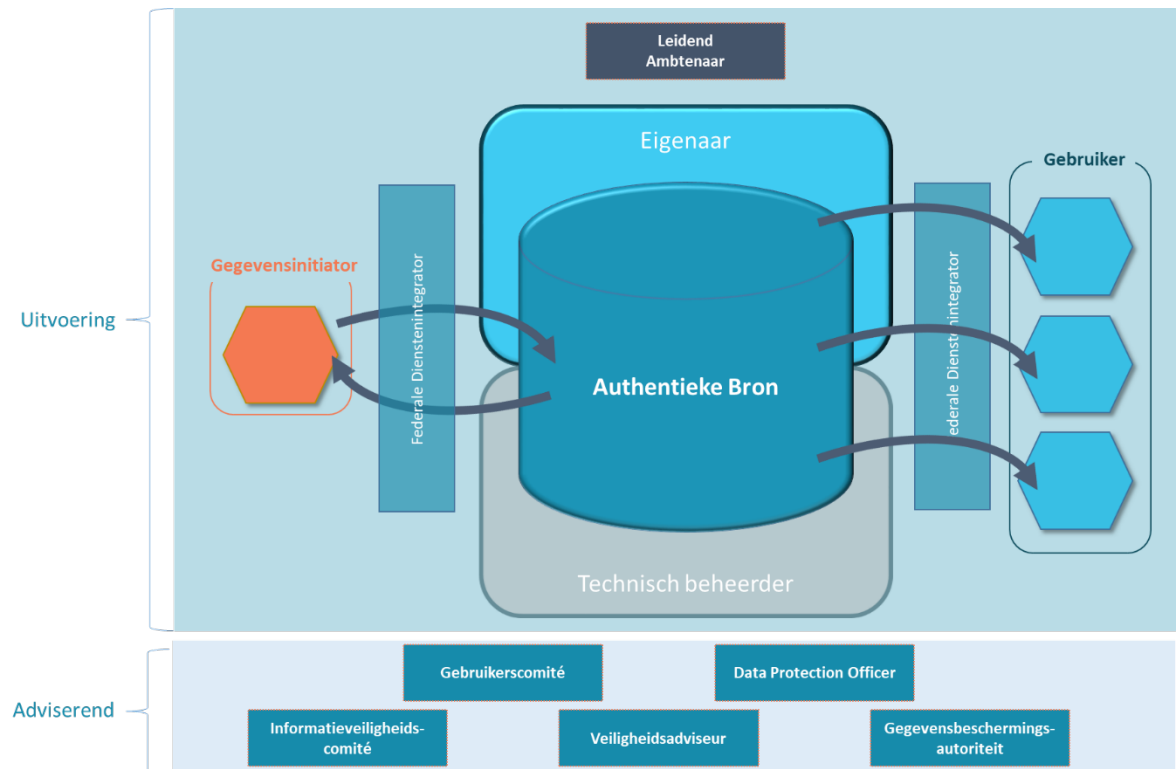 Leidend
Ambtenaar
Eigenaar
Gebruiker
Gegevensinitiator
Federale Dienstenintegrator
ederale Dienstenintegrator
Uitvoering
Authentieke Bron
Technisch beheerder
Gebruikerscomité
Data Protection Officer
Adviserend
Informatieveiligheids-
comité
Veiligheidsadviseur
Gegevensbeschermings-
autoriteit